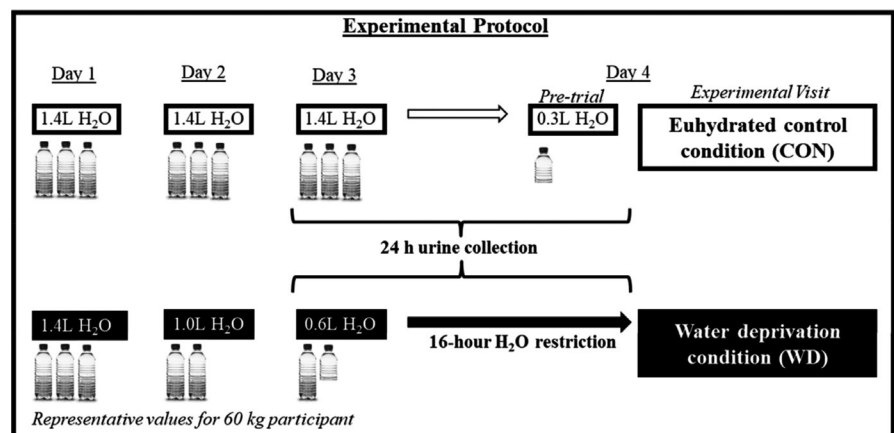 Experimental Protocol
Day 1
Day 2
Day 3
Day 4
Pre-trial
Experimental Visit
1.4L H₂O
1.4L H₂O
1.4L H₂O
0.3L H₂O
Euhydrated control
condition (CON)
24 h urine collection
1.4L H₂O
1.0L H₂O
0.6L H₂O
16-hour H₂O restriction
Water deprivation
condition (WD)
Representative values for 60 kg participant